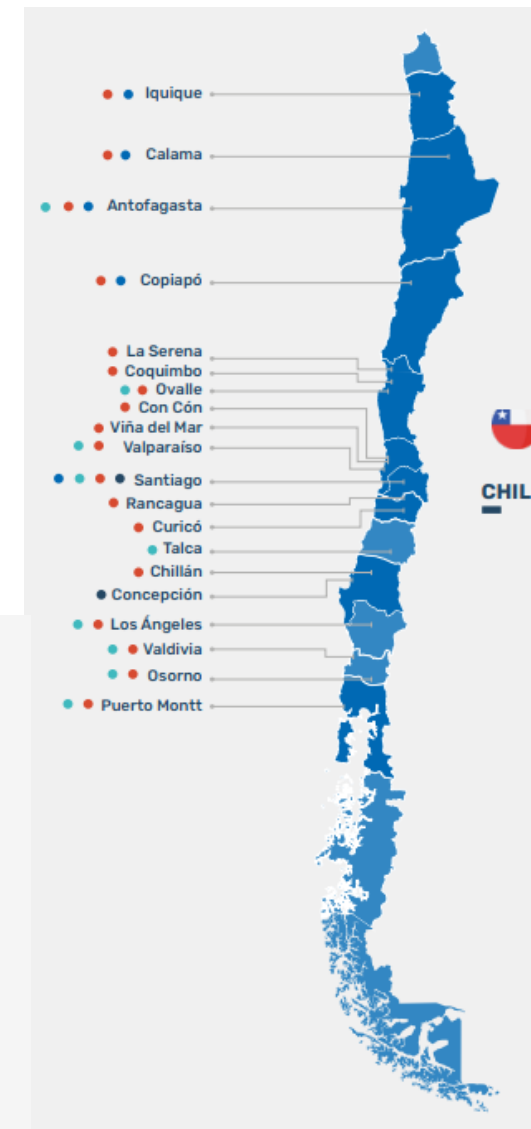 Iquique
Calama
Antofagasta
Copiapó
La Serena
Coquimbo
Ovalle
Con Cón
Viña del Mar
Valparaíso
Santiago
CHIL
Rancagua
Curicó
Talca
Chillán
Concepción
Los Ángeles
Valdivia
Osorno
Puerto Montt